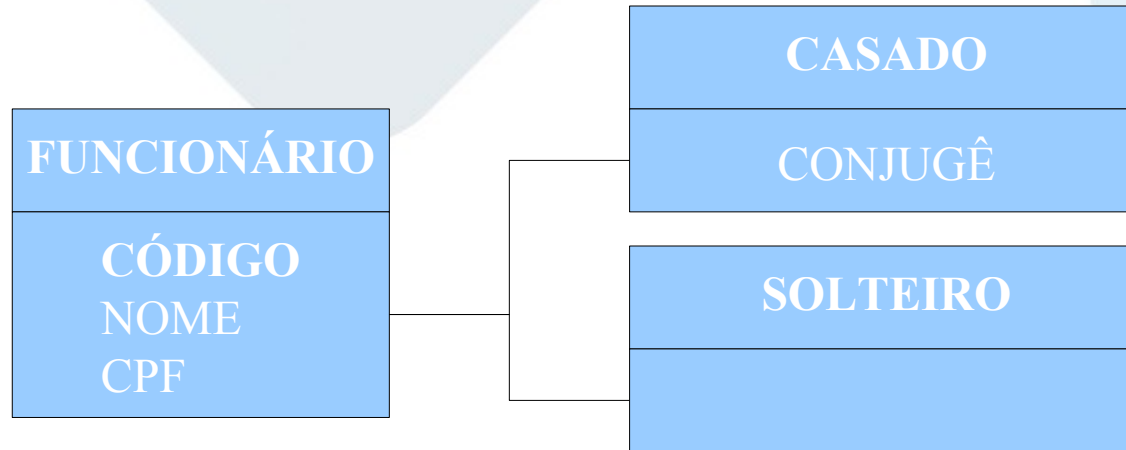 FUNCIONÁRIO
CÓDIGO
NOME
CPF
CASADO
CONJUGÊ
SOLTEIRO